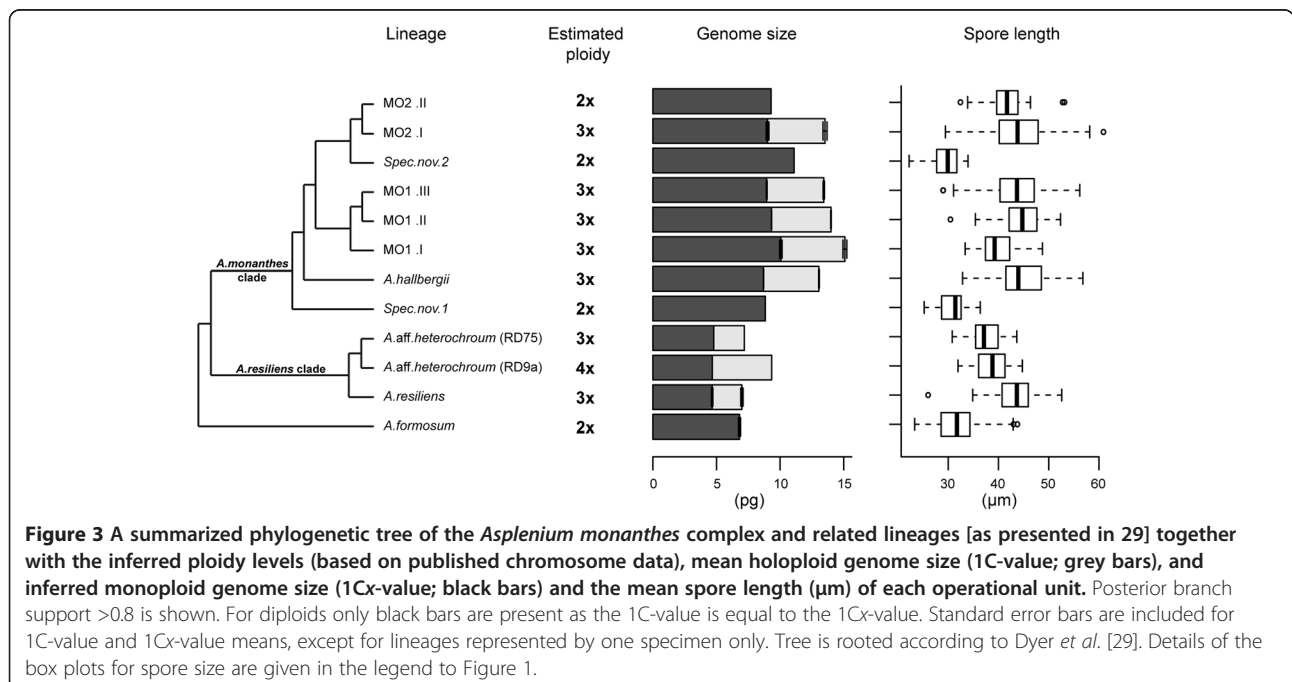 Lineage Estimated ploidy Genome size Spore length
MO2 .II 2x
MO2 .I 3x
Spec.nov.2 2x
MO1 .III 3x
MO1 .II 3x
MO1 .I 3x
A.monanthes clade
A.hallbergii 3x
Spec.nov.1 2x
A.aff.heterochroum (RD75) 3x
A.resiliens clade
A.aff.heterochroum (RD9a) 4x
A.resiliens 3x
A.formosum 2x
0 5 10 15
(pg)
30 40 50 60
(μm)
Figure 3 A summarized phylogenetic tree of the Asplenium monanthes complex and related lineages [as presented in 29] together
with the inferred ploidy levels (based on published chromosome data), mean holoploid genome size (1C-value; grey bars), and
inferred monoploid genome size (1Cx-value; black bars) and the mean spore length (μm) of each operational unit. Posterior branch
support >0.8 is shown. For diploids only black bars are present as the 1C-value is equal to the 1Cx-value. Standard error bars are included for
1C-value and 1Cx-value means, except for lineages represented by one specimen only. Tree is rooted according to Dyer et al. [29]. Details of the
box plots for spore size are given in the legend to Figure 1.